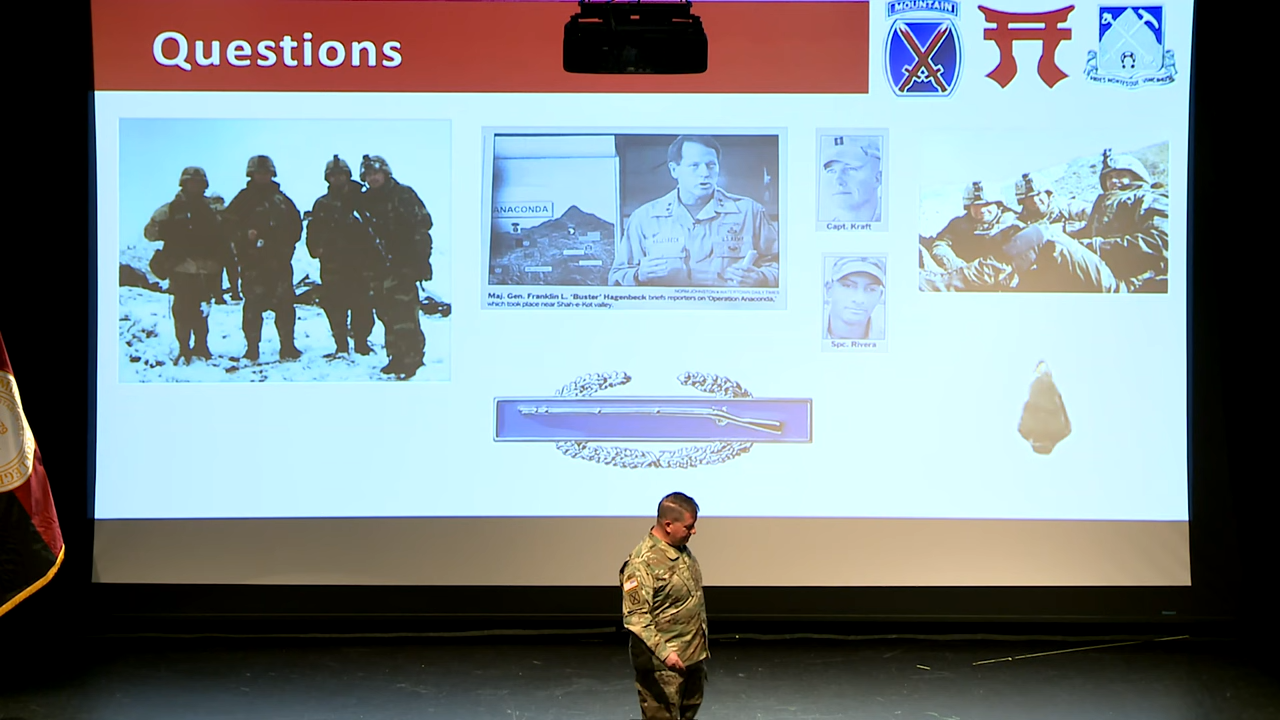 Questions
MOUNTAIN
ANACONDA
Maj. Gen. Franklin L. 'Buster' Hagenbeck briefs reporters on 'Operation Anaconda,'
which took place near Shah-e-Kot valley.
Capt. Kraft
Spc. Rivera